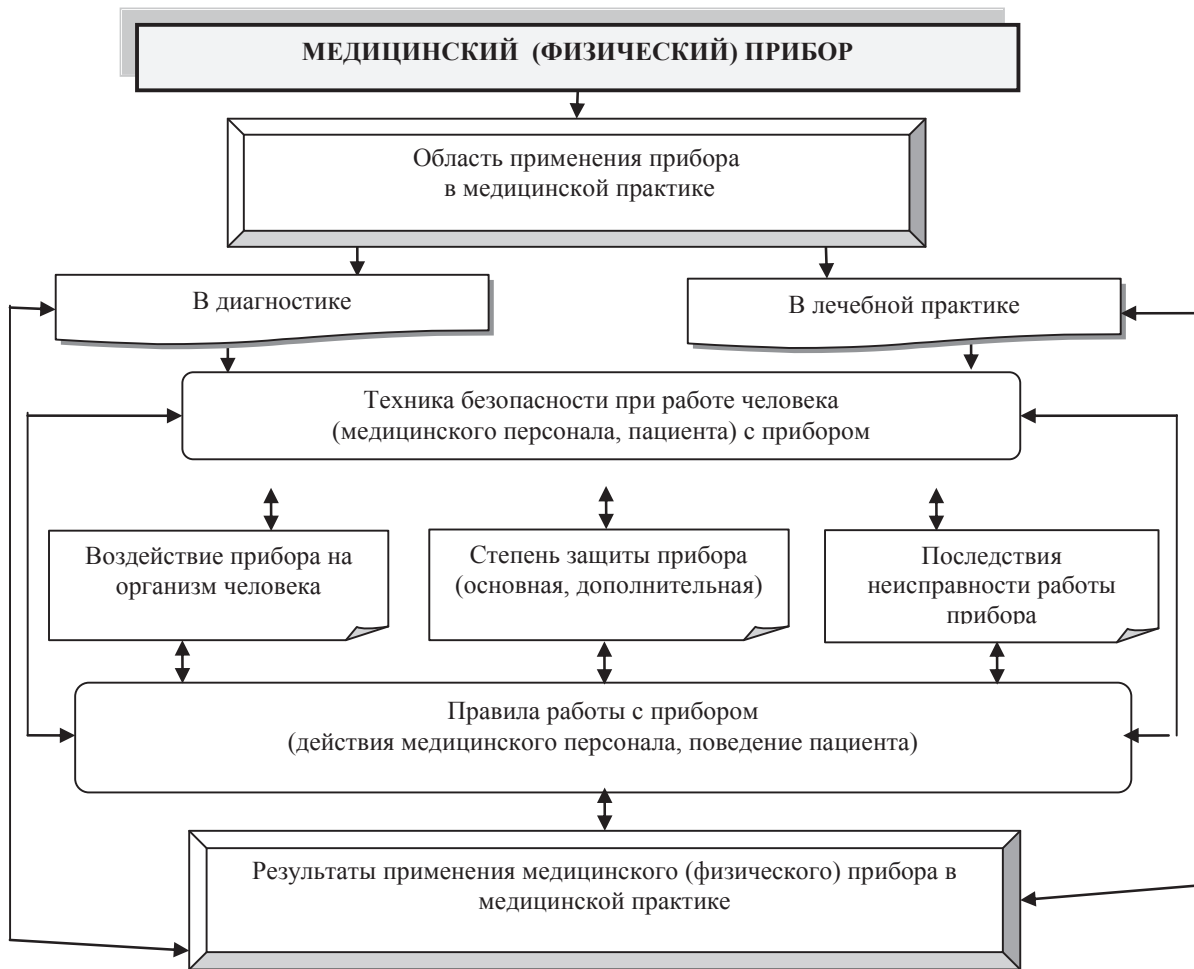 МЕДИЦИНСКИЙ (ФИЗИЧЕСКИЙ) ПРИБОР
Область применения прибора
в медицинской практике
В диагностике
В лечебной практике
Техника безопасности при работе человека
(медицинского персонала, пациента) с прибором
Воздействие прибора на
организм человека
Степень защиты прибора
(основная, дополнительная)
Последствия
неисправности работы
прибора
Правила работы с прибором
(действия медицинского персонала, поведение пациента)
Результаты применения медицинского (физического) прибора в
медицинской практике